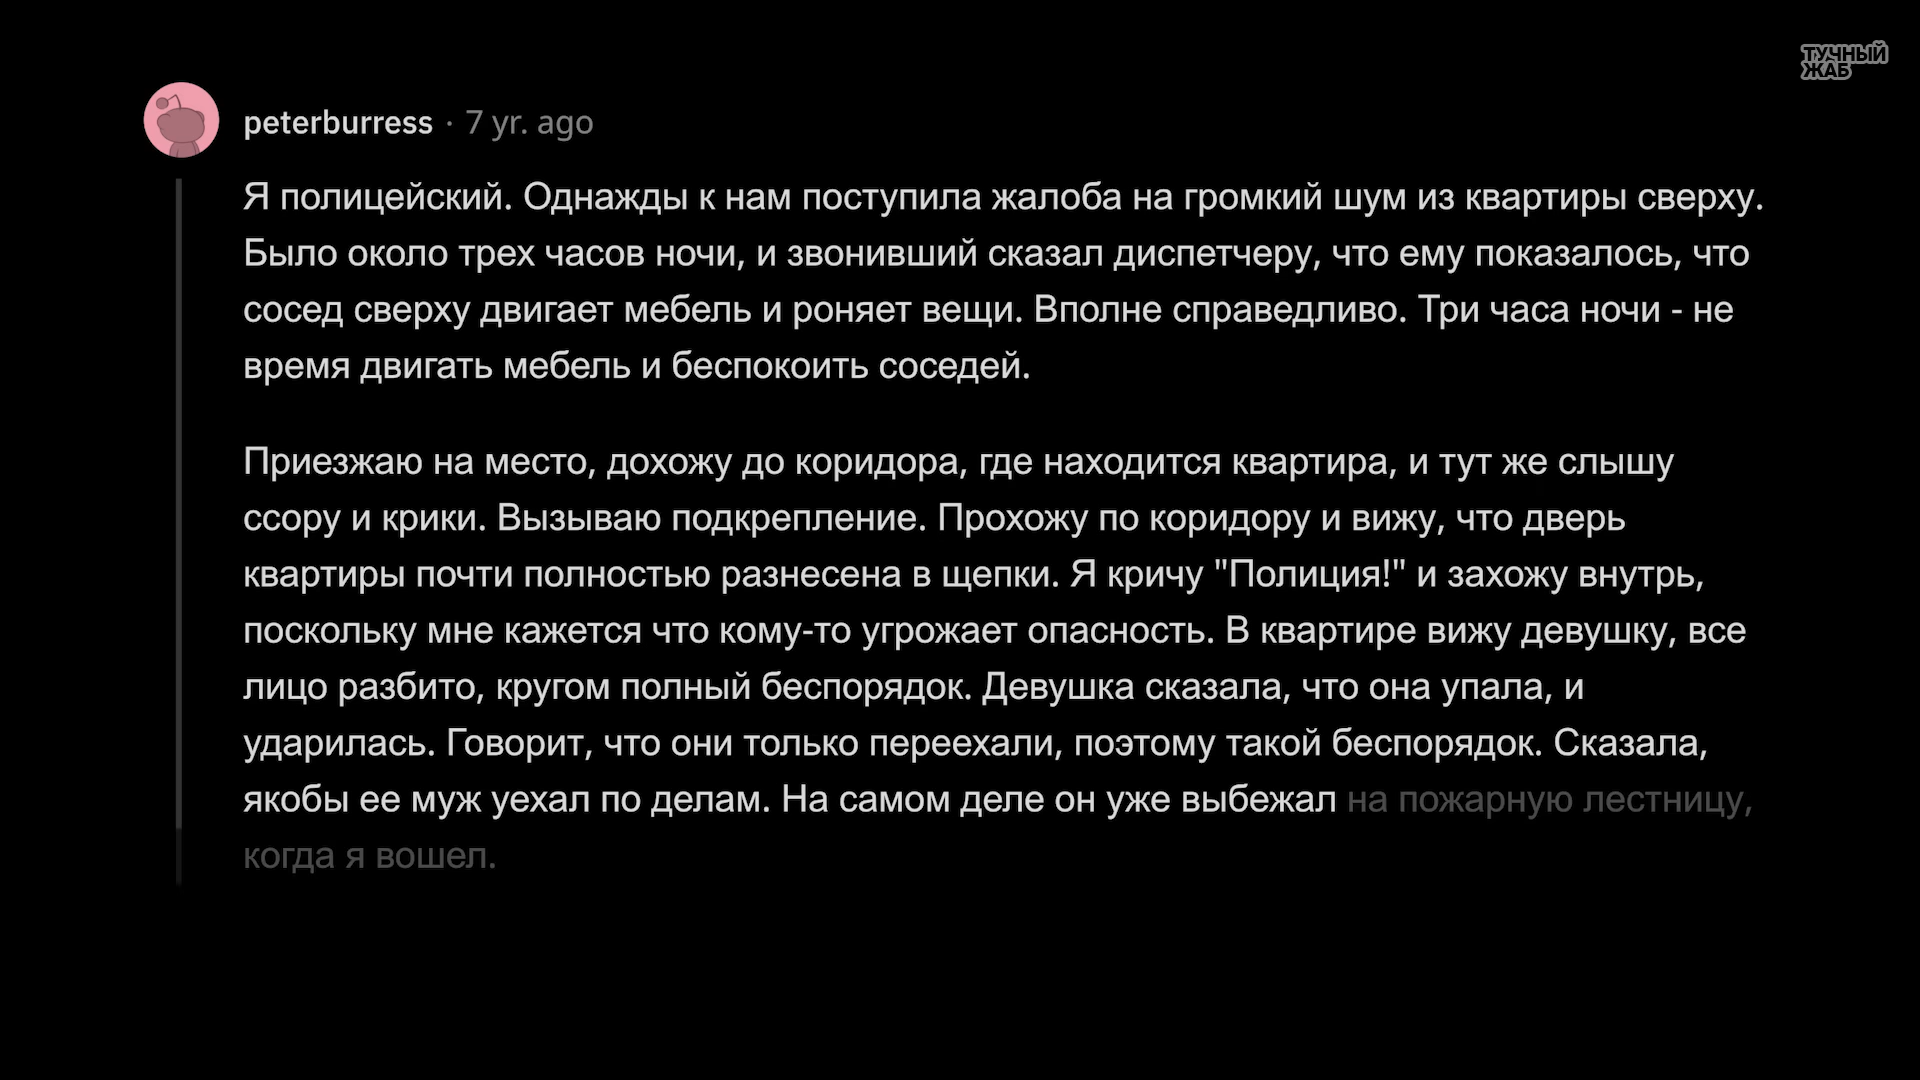 ТУЧНЫЙ
ЖАБ
peterburress · 7 yr. ago
Я полицейский. Однажды к нам поступила жалоба на громкий шум из квартиры сверху.
Было около трех часов ночи, и звонивший сказал диспетчеру, что ему показалось, что
сосед сверху двигает мебель и роняет вещи. Вполне справедливо. Три часа ночи - не
время двигать мебель и беспокоить соседей.
Приезжаю на место, дохожу до коридора, где находится квартира, и тут же слышу
ссору и крики. Вызываю подкрепление. Прохожу по коридору и вижу, что дверь
квартиры почти полностью разнесена в щепки. Я кричу "Полиция!" и захожу внутрь,
поскольку мне кажется что кому-то угрожает опасность. В квартире вижу девушку, все
лицо разбито, кругом полный беспорядок. Девушка сказала, что она упала, и
ударилась. Говорит, что они только переехали, поэтому такой беспорядок. Сказала,
якобы ее муж уехал по делам. На самом деле он уже выбежал на пожарную лестницу,
когда я вошел.